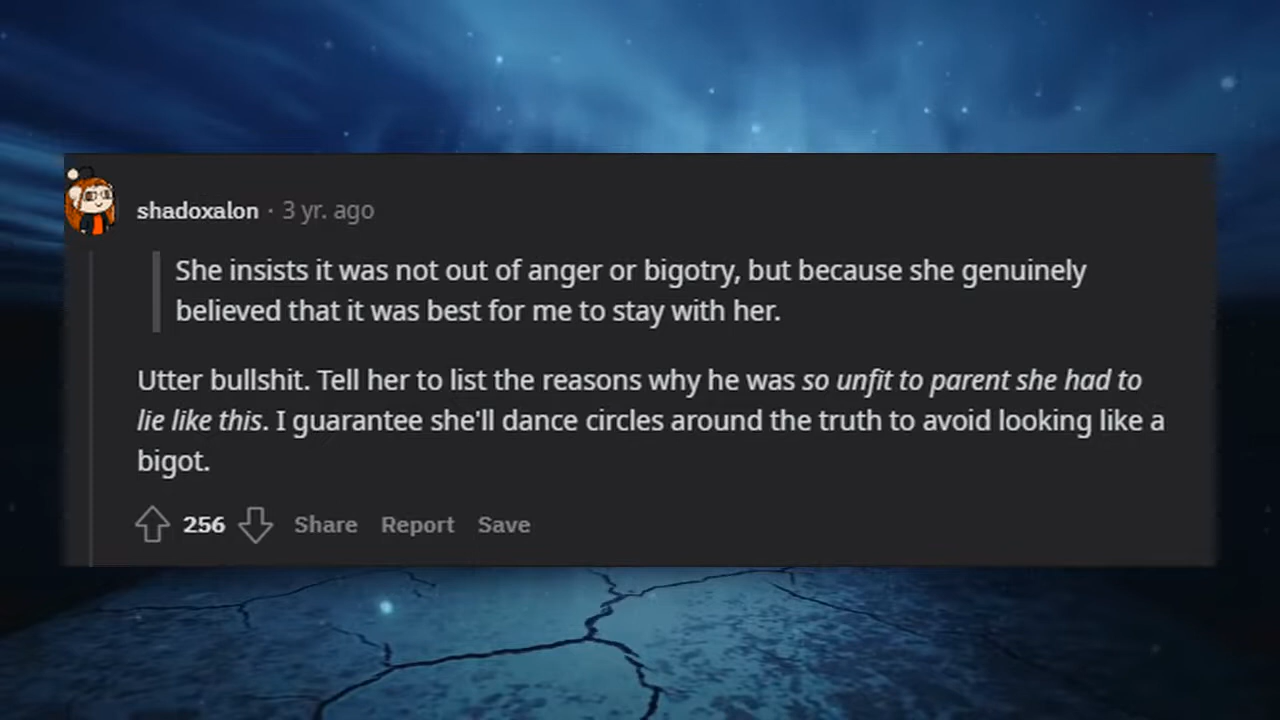 shadoxalon · 3 yr. ago
She insists it was not out of anger or bigotry, but because she genuinely
believed that it was best for me to stay with her.
Utter bullshit. Tell her to list the reasons why he was so unfit to parent she had to
lie like this. I guarantee she'll dance circles around the truth to avoid looking like a
bigot.
256 Share Report Save